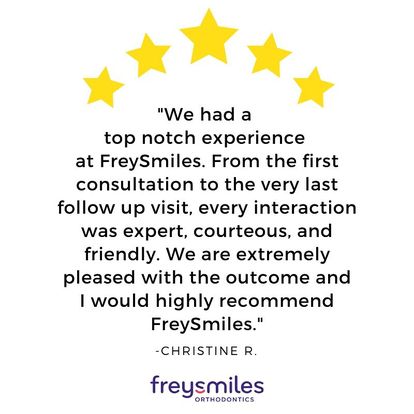 "We had a
top notch experience
at FreySmiles. From the first
consultation to the very last
follow up visit, every interaction
was expert, courteous, and
friendly. We are extremely
pleased with the outcome and
I would highly recommend
FreySmiles."
-CHRISTINE R.
freysmiles
ORTHODONTICS